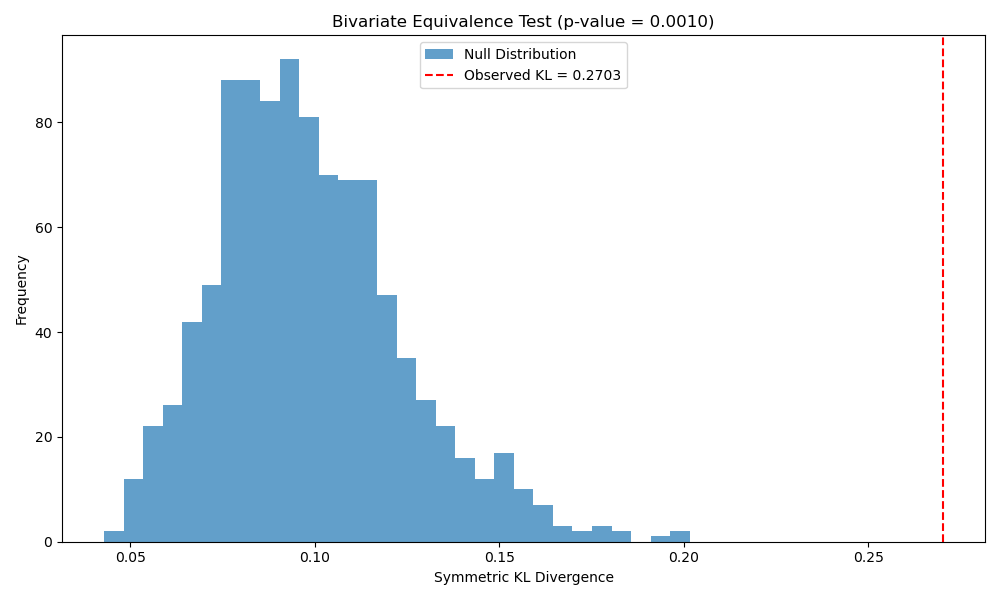 Bivariate Equivalence Test (p-value = 0.0010)
Null Distribution
Observed KL = 0.2703
Frequency
80
60
40
20
0
0.05
0.10
0.15
0.20
0.25
Symmetric KL Divergence